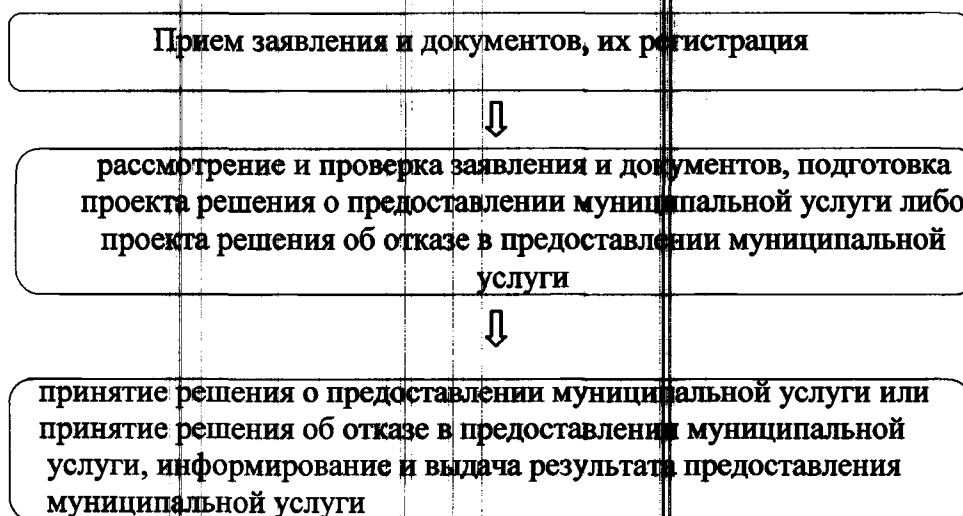 Прием заявления и документов, их регистрация
рассмотрение и проверка заявления и документов, подготовка
проекта решения о предоставлении муниципальной услуги либо
проекта решения об отказе в предоставлении муниципальной
услуги
принятие решения о предоставлении муниципальной услуги или
принятие решения об отказе в предоставлении муниципальной
услуги, информирование и выдача результата предоставления
муниципальной услуги